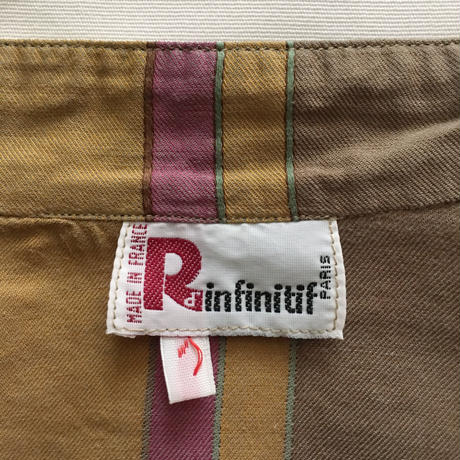 MADE IN FRANCE
R d' infinitif
PARIS